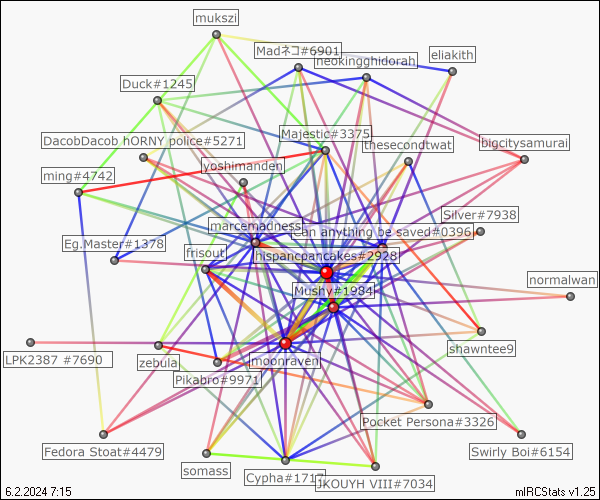 mukszi
Madネコ#6901
neokingghidorah
eliakith
Duck#1245
Majestic#3375
DacobDacob hORNY police#5271
thesecondtwat
bigcitysamurai
yoshimanden
ming#4742
Silver#7938
marcemadness
Can anything be saved#0396
Eg.Master#1378
frisout
hispancpancakes#2928
normalwan
Mushy#1984
shawntee9
LPK2387 #7690
zebula
moonraven
Pikabro#9971
Pocket Persona#3326
Fedora Stoat#4479
Swirly Boi#6154
somass
Cypha#1717
JKOUYH VIII#7034
6.2.2024 7:15
mIRCStats v1.25